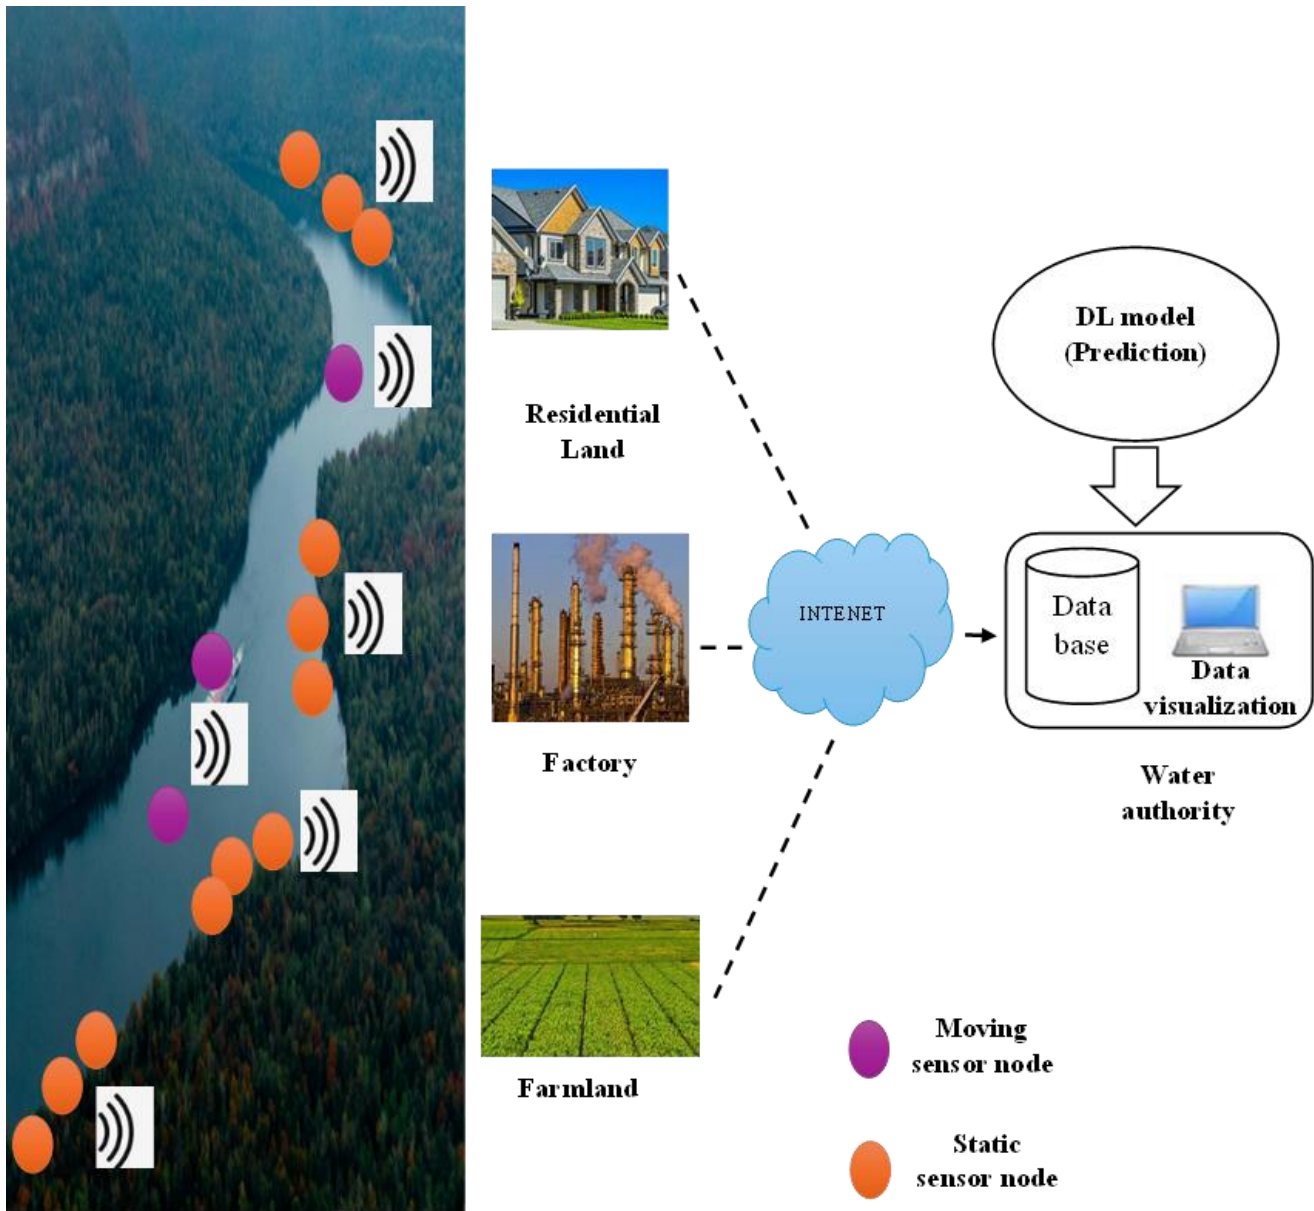 Residential
Land
Factory
Farmland
INTENET
DL model
(Prediction)
Data
base
Data
visualization
Water
authority
Moving
sensor node
Static
sensor node